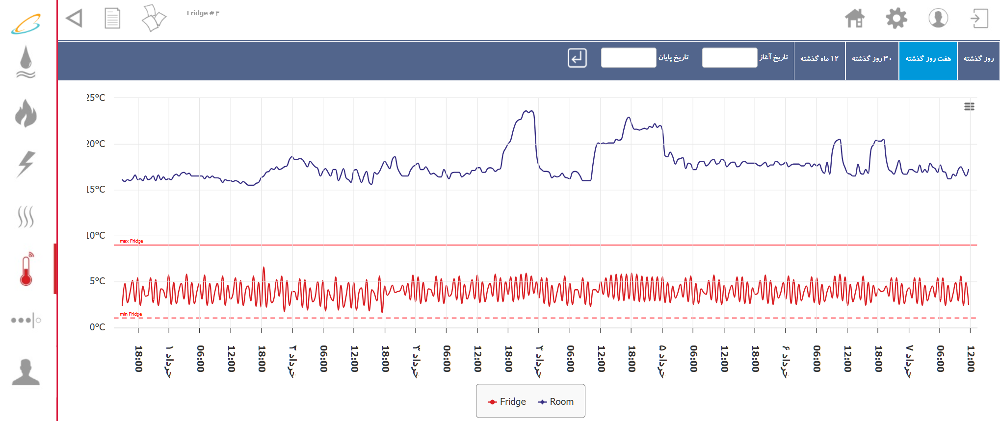 Fridge # ۳
روز گذشته
هفت روز گذشته
۳۰ روز گذشته
۱۲ ماه گذشته
تاریخ آغاز
تاریخ پایان
25°C
20°C
15°C
10°C
5°C
0°C
max Fridge
min Fridge
18:00
۱ خرداد
06:00
12:00
18:00
۲ خرداد
06:00
12:00
18:00
۳ خرداد
06:00
12:00
18:00
۴ خرداد
06:00
12:00
18:00
۵ خرداد
06:00
12:00
18:00
۶ خرداد
06:00
12:00
18:00
۷ خرداد
06:00
12:00
Fridge
Room